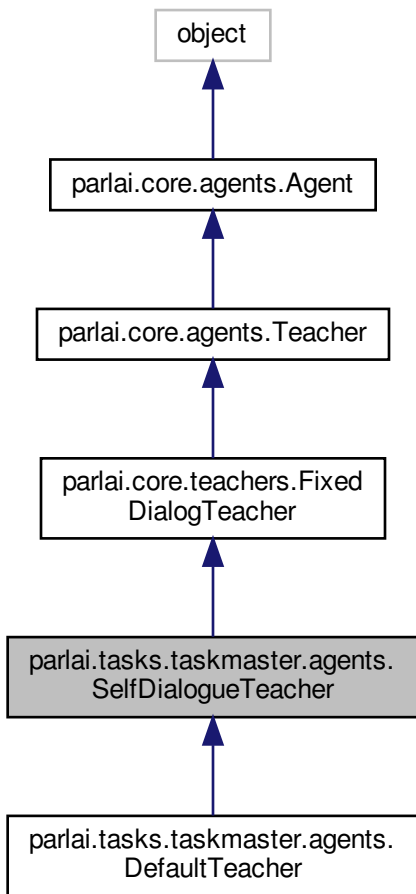 object
parlai.core.agents.Agent
parlai.core.agents.Teacher
parlai.core.teachers.Fixed
DialogTeacher
parlai.tasks.taskmaster.agents.
SelfDialogueTeacher
parlai.tasks.taskmaster.agents.
DefaultTeacher